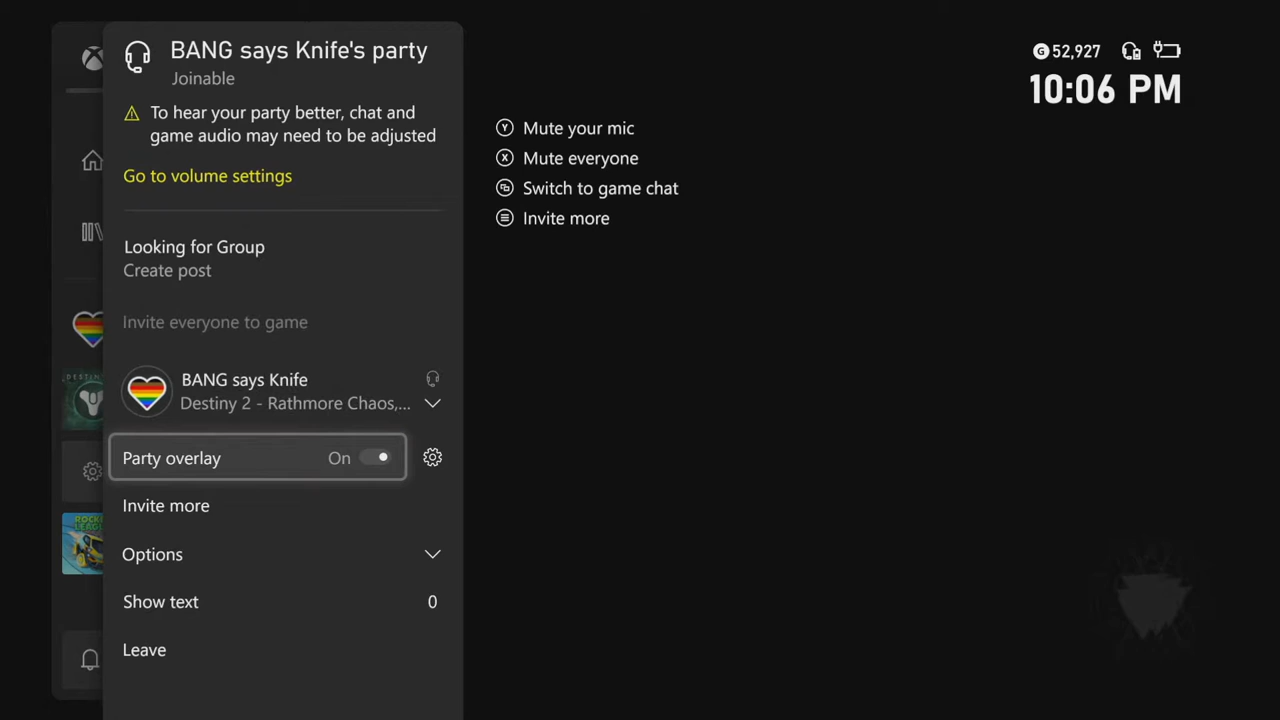 BANG says Knife's party
Joinable
To hear your party better, chat and
game audio may need to be adjusted
Go to volume settings
Looking for Group
Create post
Invite everyone to game
BANG says Knife
Destiny 2 - Rathmore Chaos,...
Party overlay On
Invite more
Options
Show text 0
Leave
DESTIN
ROCK
LEAG
Y Mute your mic
X Mute everyone
Switch to game chat
Invite more
G 52,927
10:06 PM